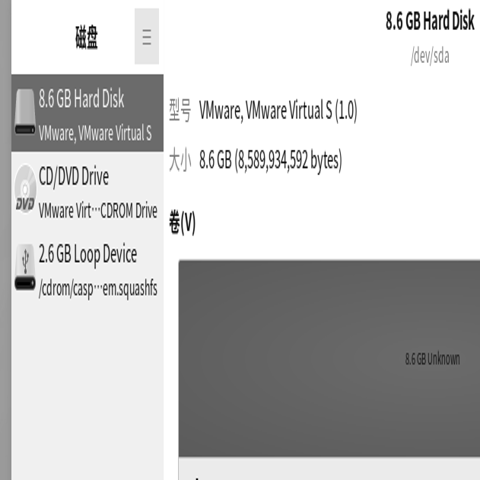 磁盘
8.6 GB Hard Disk
/dev/sda
8.6 GB Hard Disk
VMware, VMware Virtual S
CD/DVD Drive
VMware Virt⋯CDROM Drive
DVD
2.6 GB Loop Device
/cdrom/casp⋯em.squashfs
型号 VMware, VMware Virtual S (1.0)
大小 8.6 GB (8,589,934,592 bytes)
卷(V)
8.6 GB Unknown